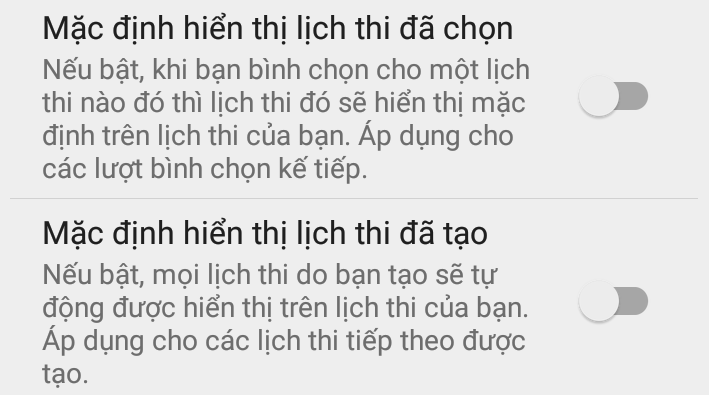 Mặc định hiển thị lịch thi đã chọn
Nếu bật, khi bạn bình chọn cho một lịch
thi nào đó thì lịch thi đó sẽ hiển thị mặc
định trên lịch thi của bạn. Áp dụng cho
các lượt bình chọn kế tiếp.
Mặc định hiển thị lịch thi đã tạo
Nếu bật, mọi lịch thi do bạn tạo sẽ tự
động được hiển thị trên lịch thi của bạn.
Áp dụng cho các lịch thi tiếp theo được
tạo.